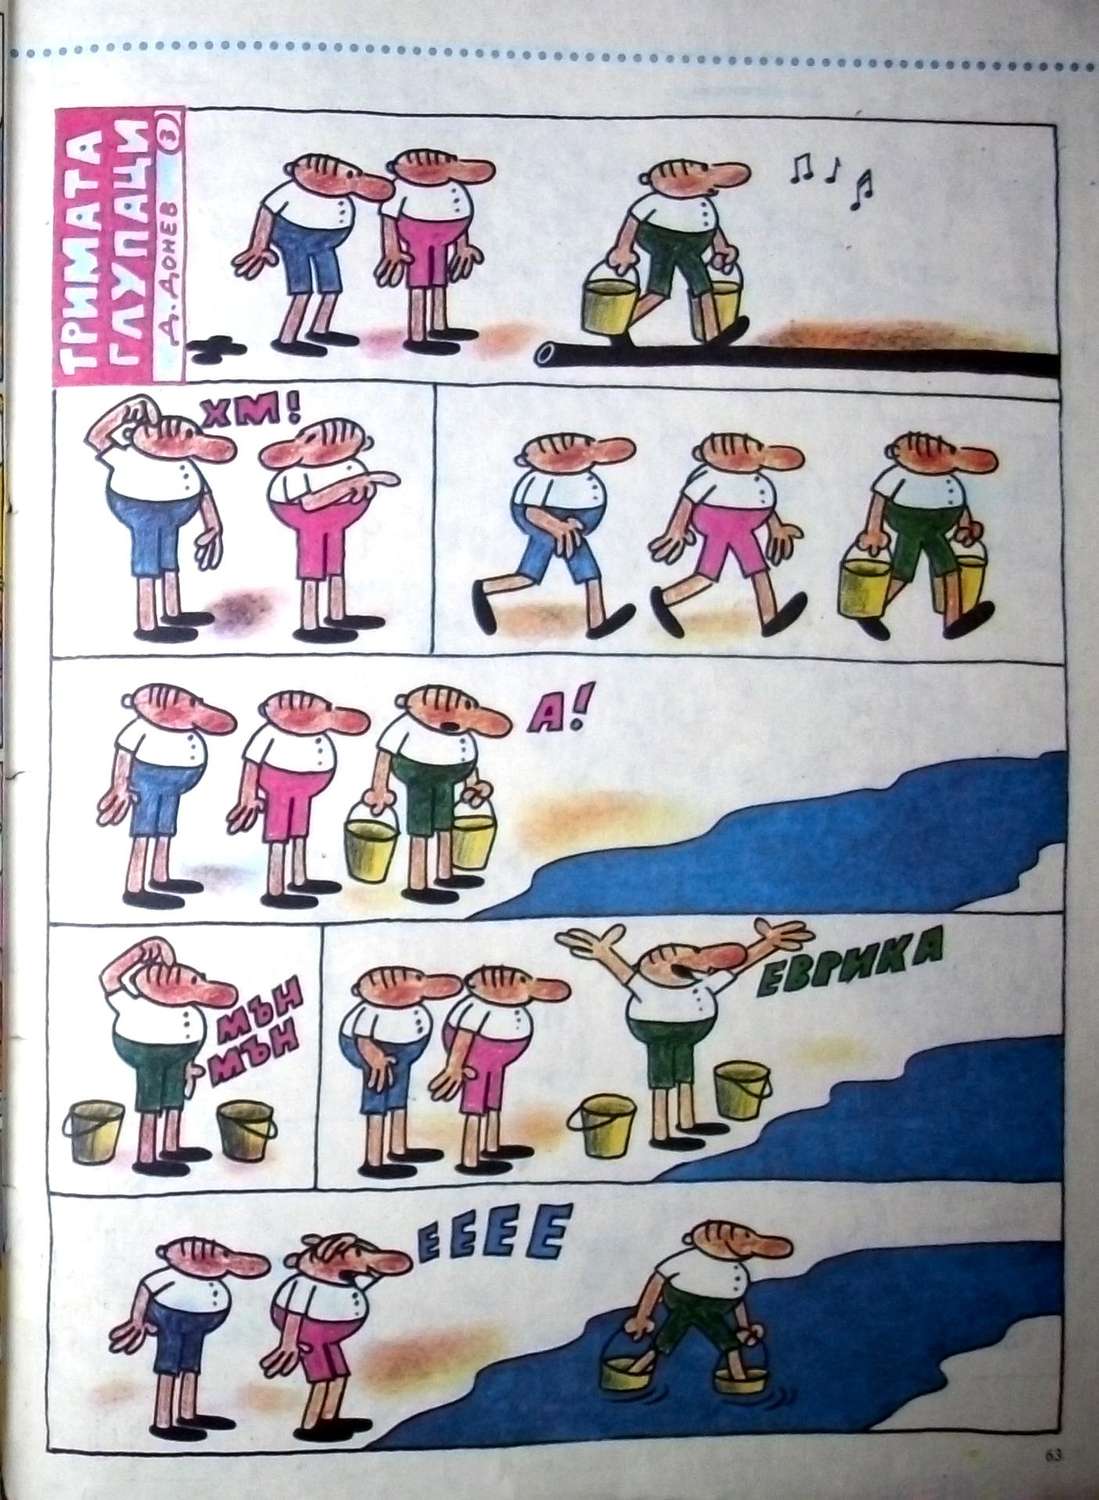 ТРИМАТА
ГЛУПАЦИ
Д. ДОНЕВ 3
ХМ!
А!
МЪН
МЪН
ЕВРИКА
ЕЕЕЕ
63